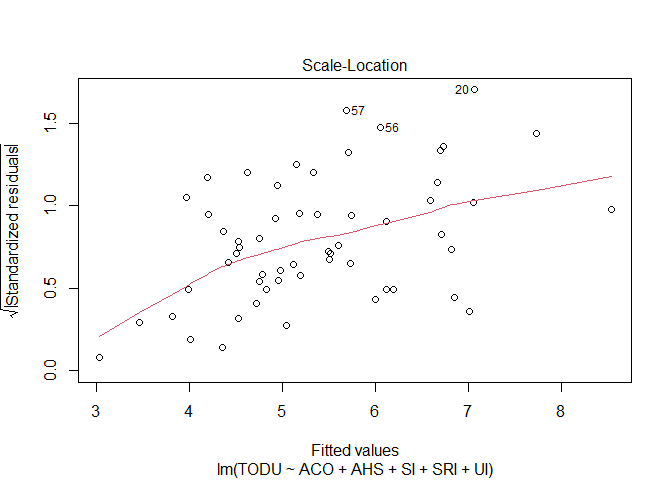 Scale-Location
√|Standardized residuals|
1.5
1.0
0.5
0.0
20
57
56
3 4 5 6 7 8
Fitted values
lm(TODU ~ ACO + AHS + SI + SRI + UI)